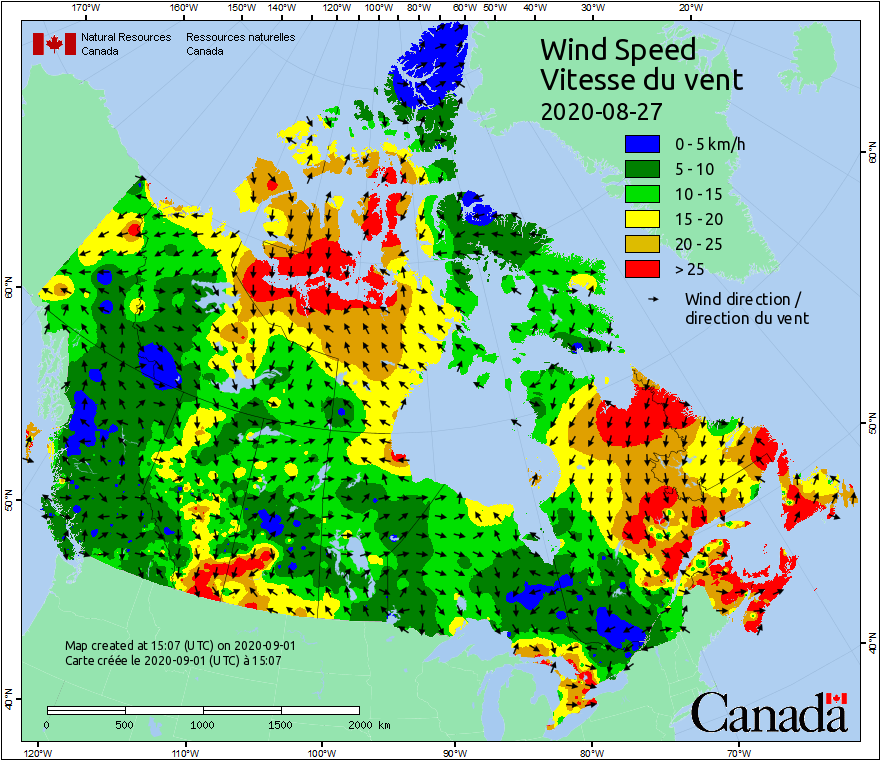 170°W 160°W 150°W 140°W 130°W 120°W 110°W 100°W 90°W 80°W 70°W 60°W 50°W 40°W 30°W 20°W
Natural Resources Canada
Ressources naturelles Canada
Wind Speed
Vitesse du vent
2020-08-27
0 - 5 km/h
5 - 10
10 - 15
15 - 20
20 - 25
> 25
Wind direction /
direction du vent
60°N
60°N
50°N
50°N
40°N
40°N
Map created at 15:07 (UTC) on 2020-09-01
Carte créée le 2020-09-01 (UTC) à 15:07
0 500 1000 1500 2000 km
Canada
120°W 110°W 100°W 90°W 80°W 70°W